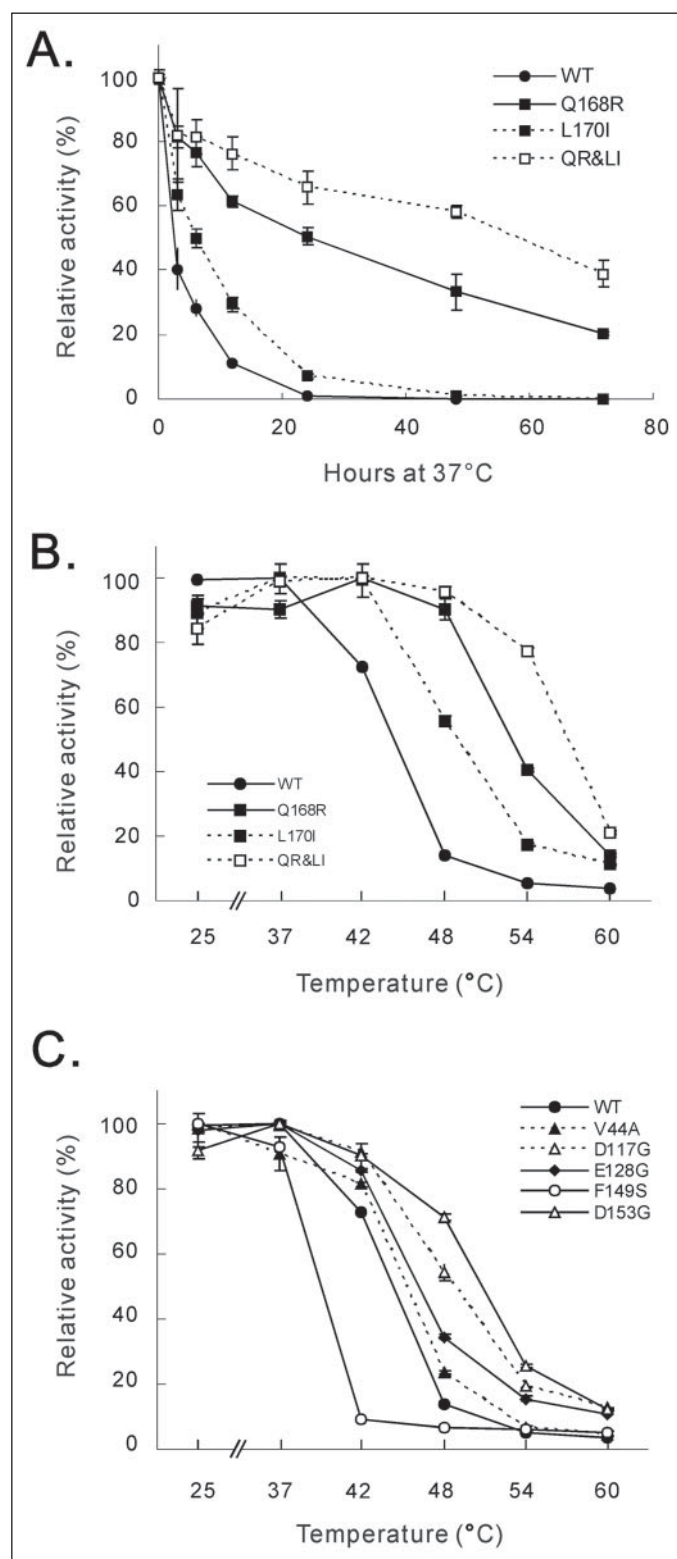 A.
WT
Q168R
L170I
QR&LI
Relative activity (%)
100
80
60
40
20
0
0
20
40
60
80
Hours at 37°C
B.
Relative activity (%)
100
80
60
40
20
0
WT
Q168R
L170I
QR&LI
25
37
42
48
54
60
Temperature (°C)
C.
WT
V44A
D117G
E128G
F149S
D153G
Relative activity (%)
100
80
60
40
20
0
25
37
42
48
54
60
Temperature (°C)